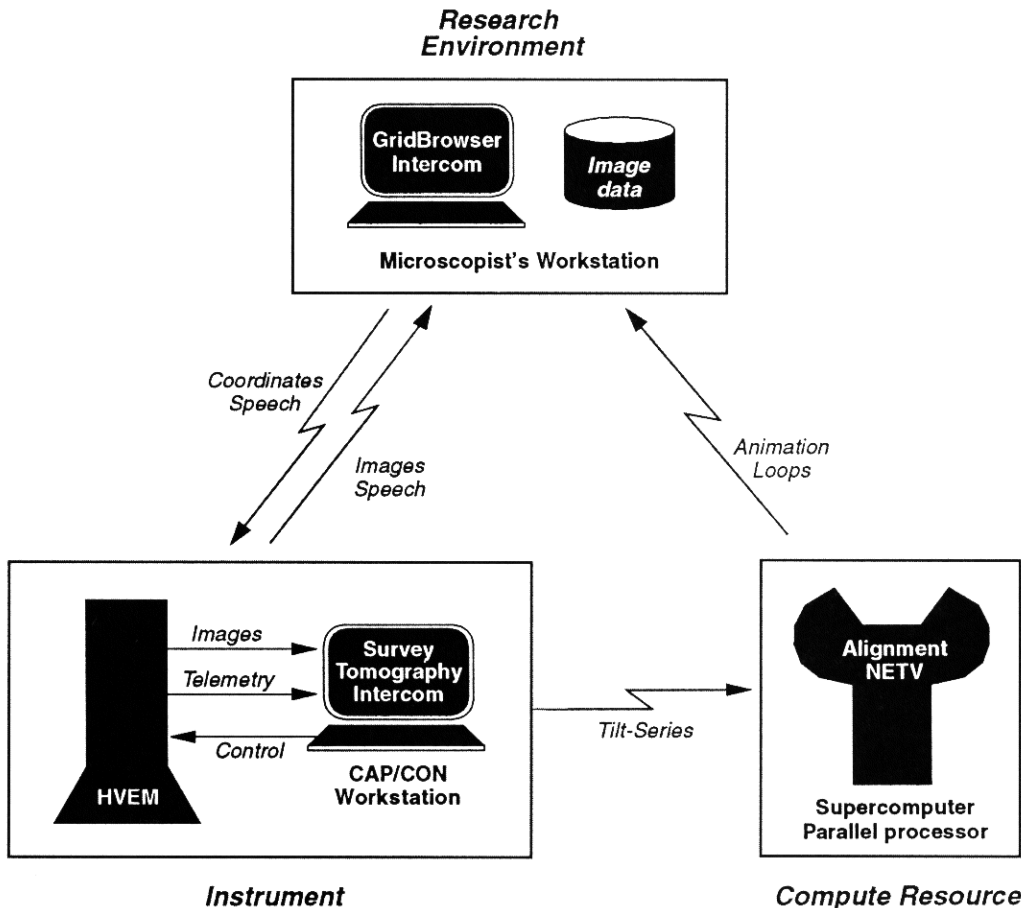 Research
Environment
GridBrowser
Intercom
Image
data
Microscopist's Workstation
Coordinates
Speech
Images
Speech
Animation
Loops
Images
Telemetry
Control
HVEM
Survey
Tomography
Intercom
CAP/CON
Workstation
Tilt-Series
Alignment
NETV
Supercomputer
Parallel processor
Instrument
Compute Resource